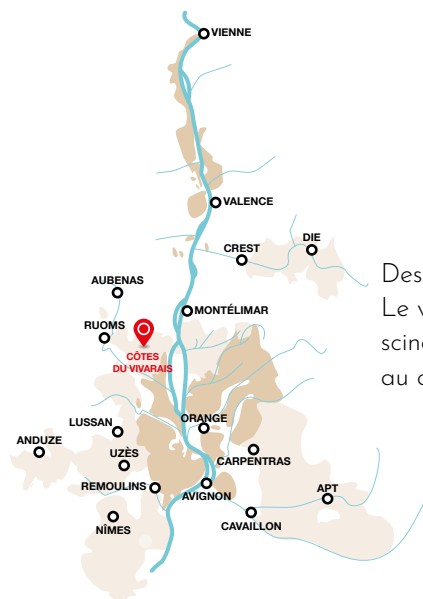 VIENNE
VALENCE
CREST
DIE
AUBENAS
MONTÉLIMAR
RUOMS
CÔTES
DU VIVARAIS
ORANGE
LUSSAN
ANDUZE
UZÈS
CARPENTRAS
REMOULINS
AVIGNON
APT
CAVAILLON
NÎMES
Des
Le v
scin
au c